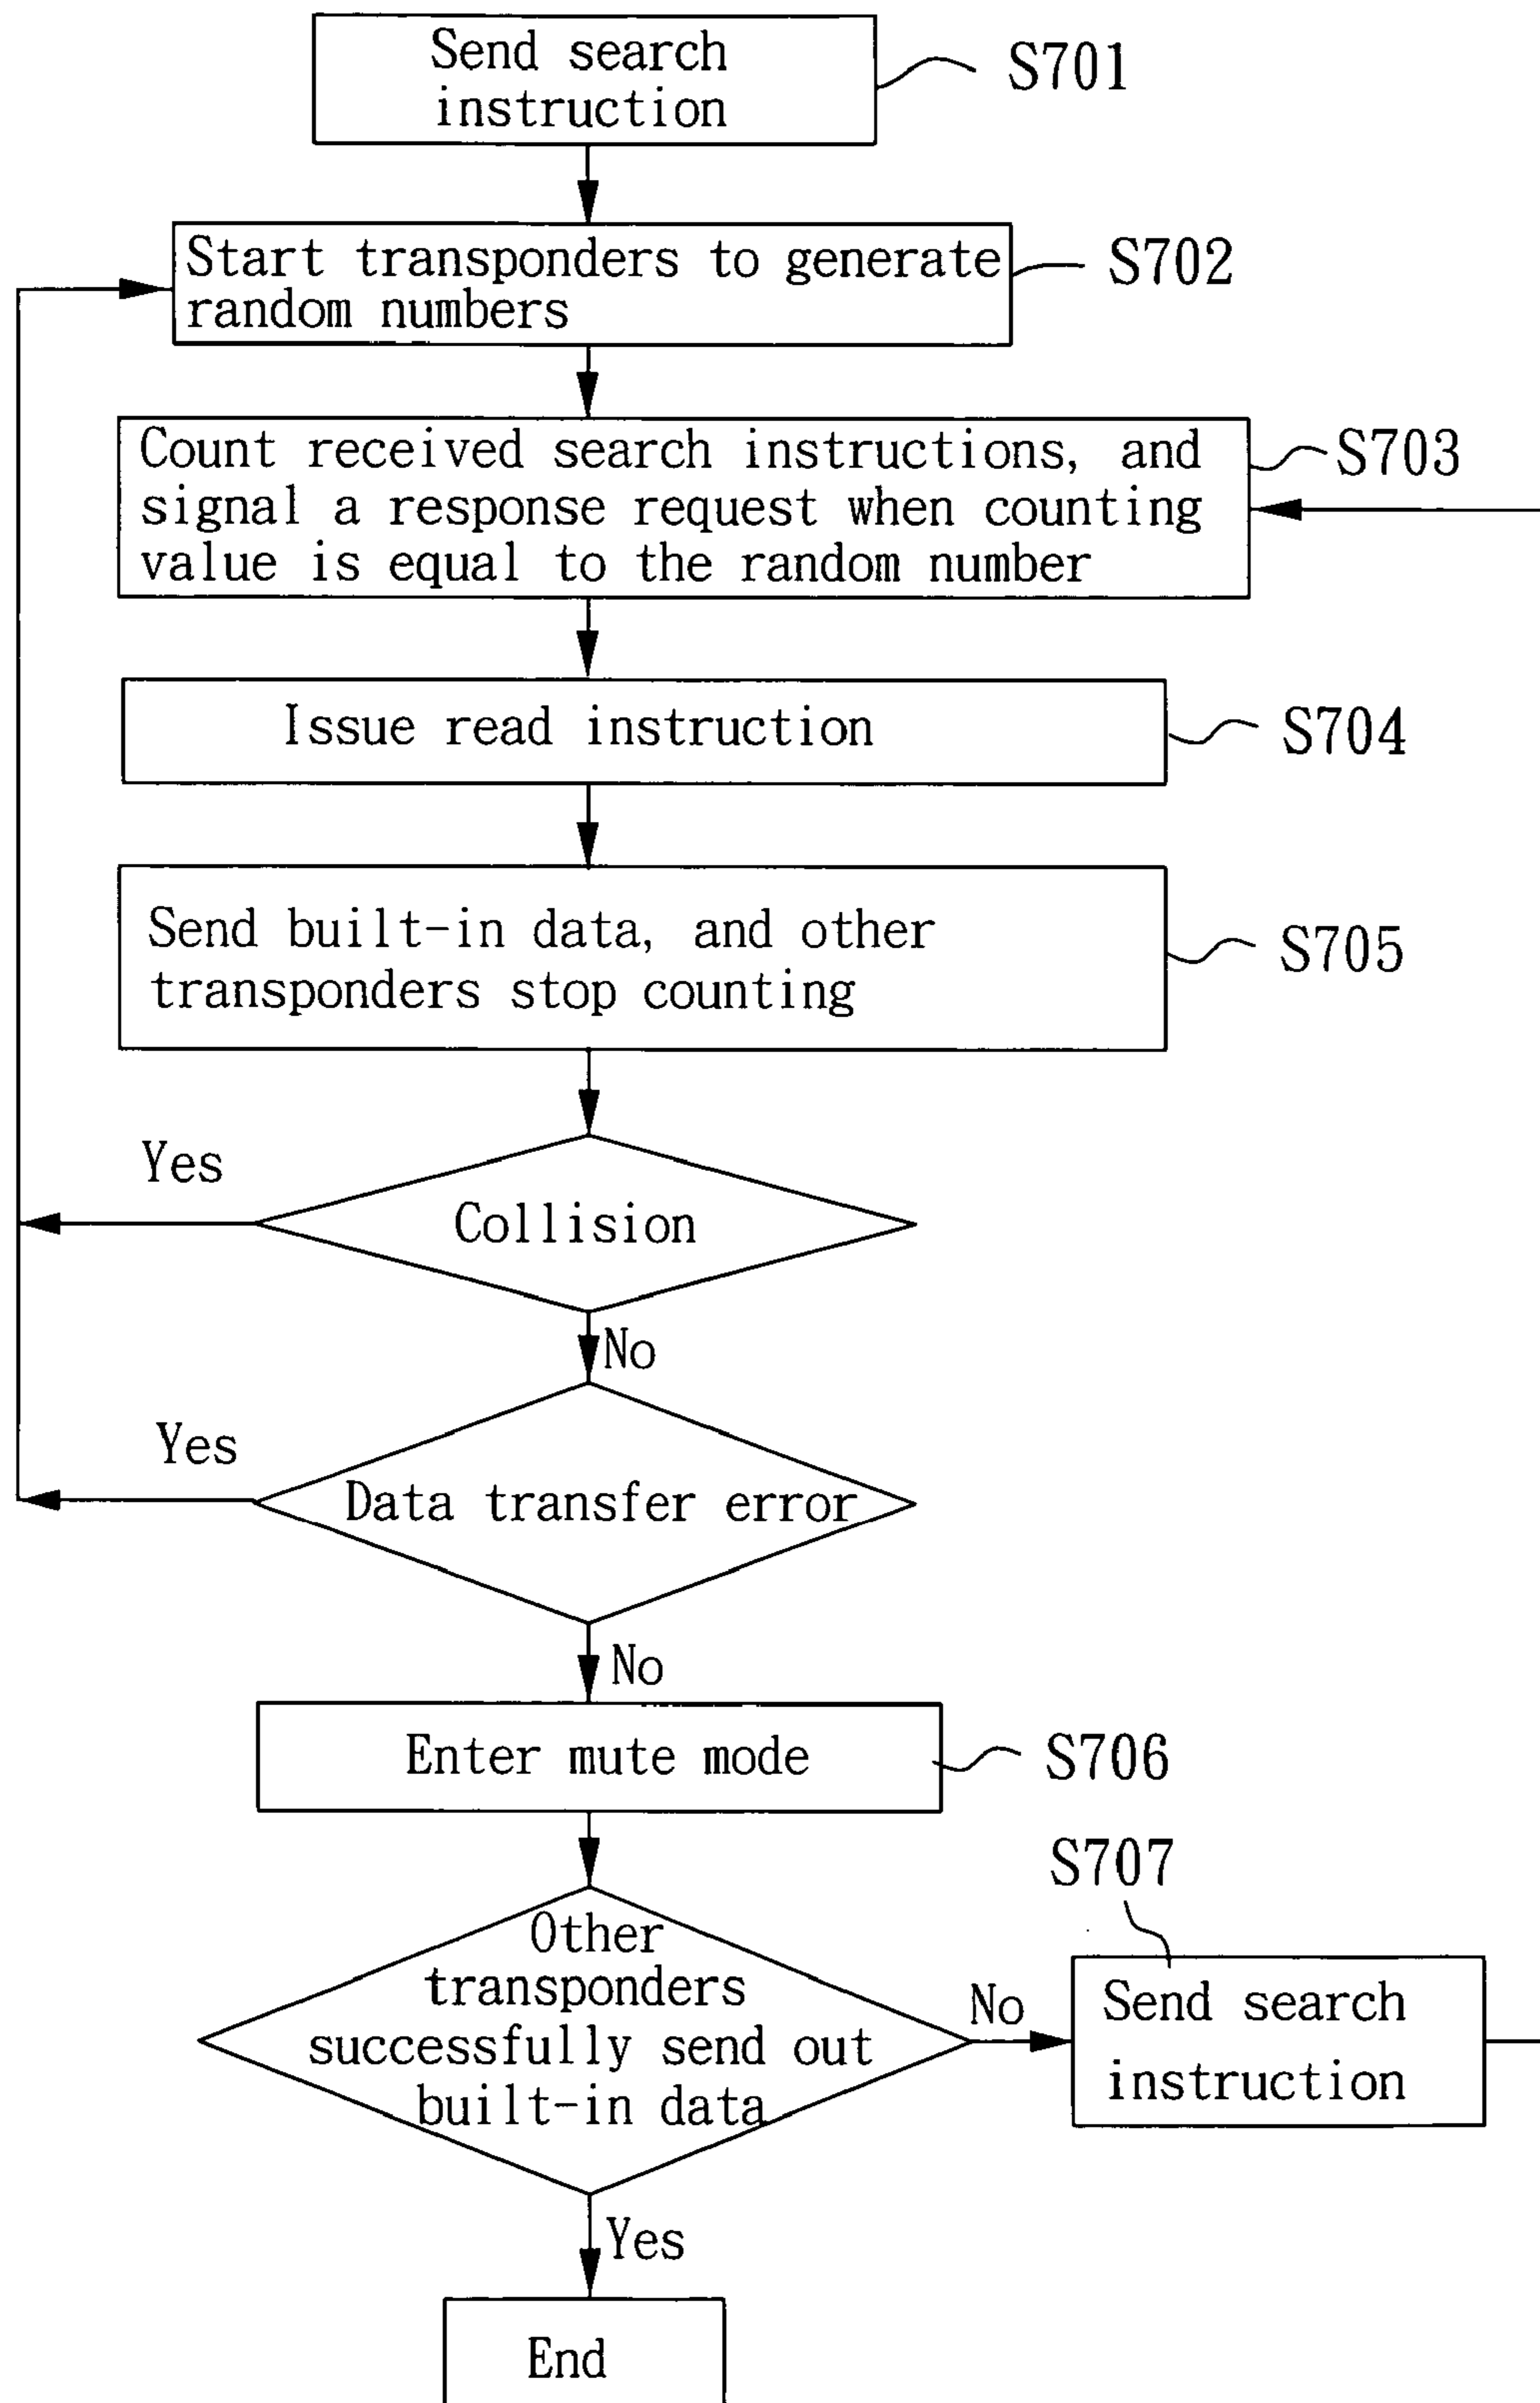 Send search
instruction
S701
Start transponders to generate
random numbers
S702
Count received search instructions, and
signal a response request when counting
value is equal to the random number
S703
Issue read instruction
S704
Send built-in data, and other
transponders stop counting
S705
Yes
Collision
No
Yes
Data transfer error
No
Enter mute mode
S706
S707
Other
transponders
successfully send out
built-in data
No
Send search
instruction
Yes
End